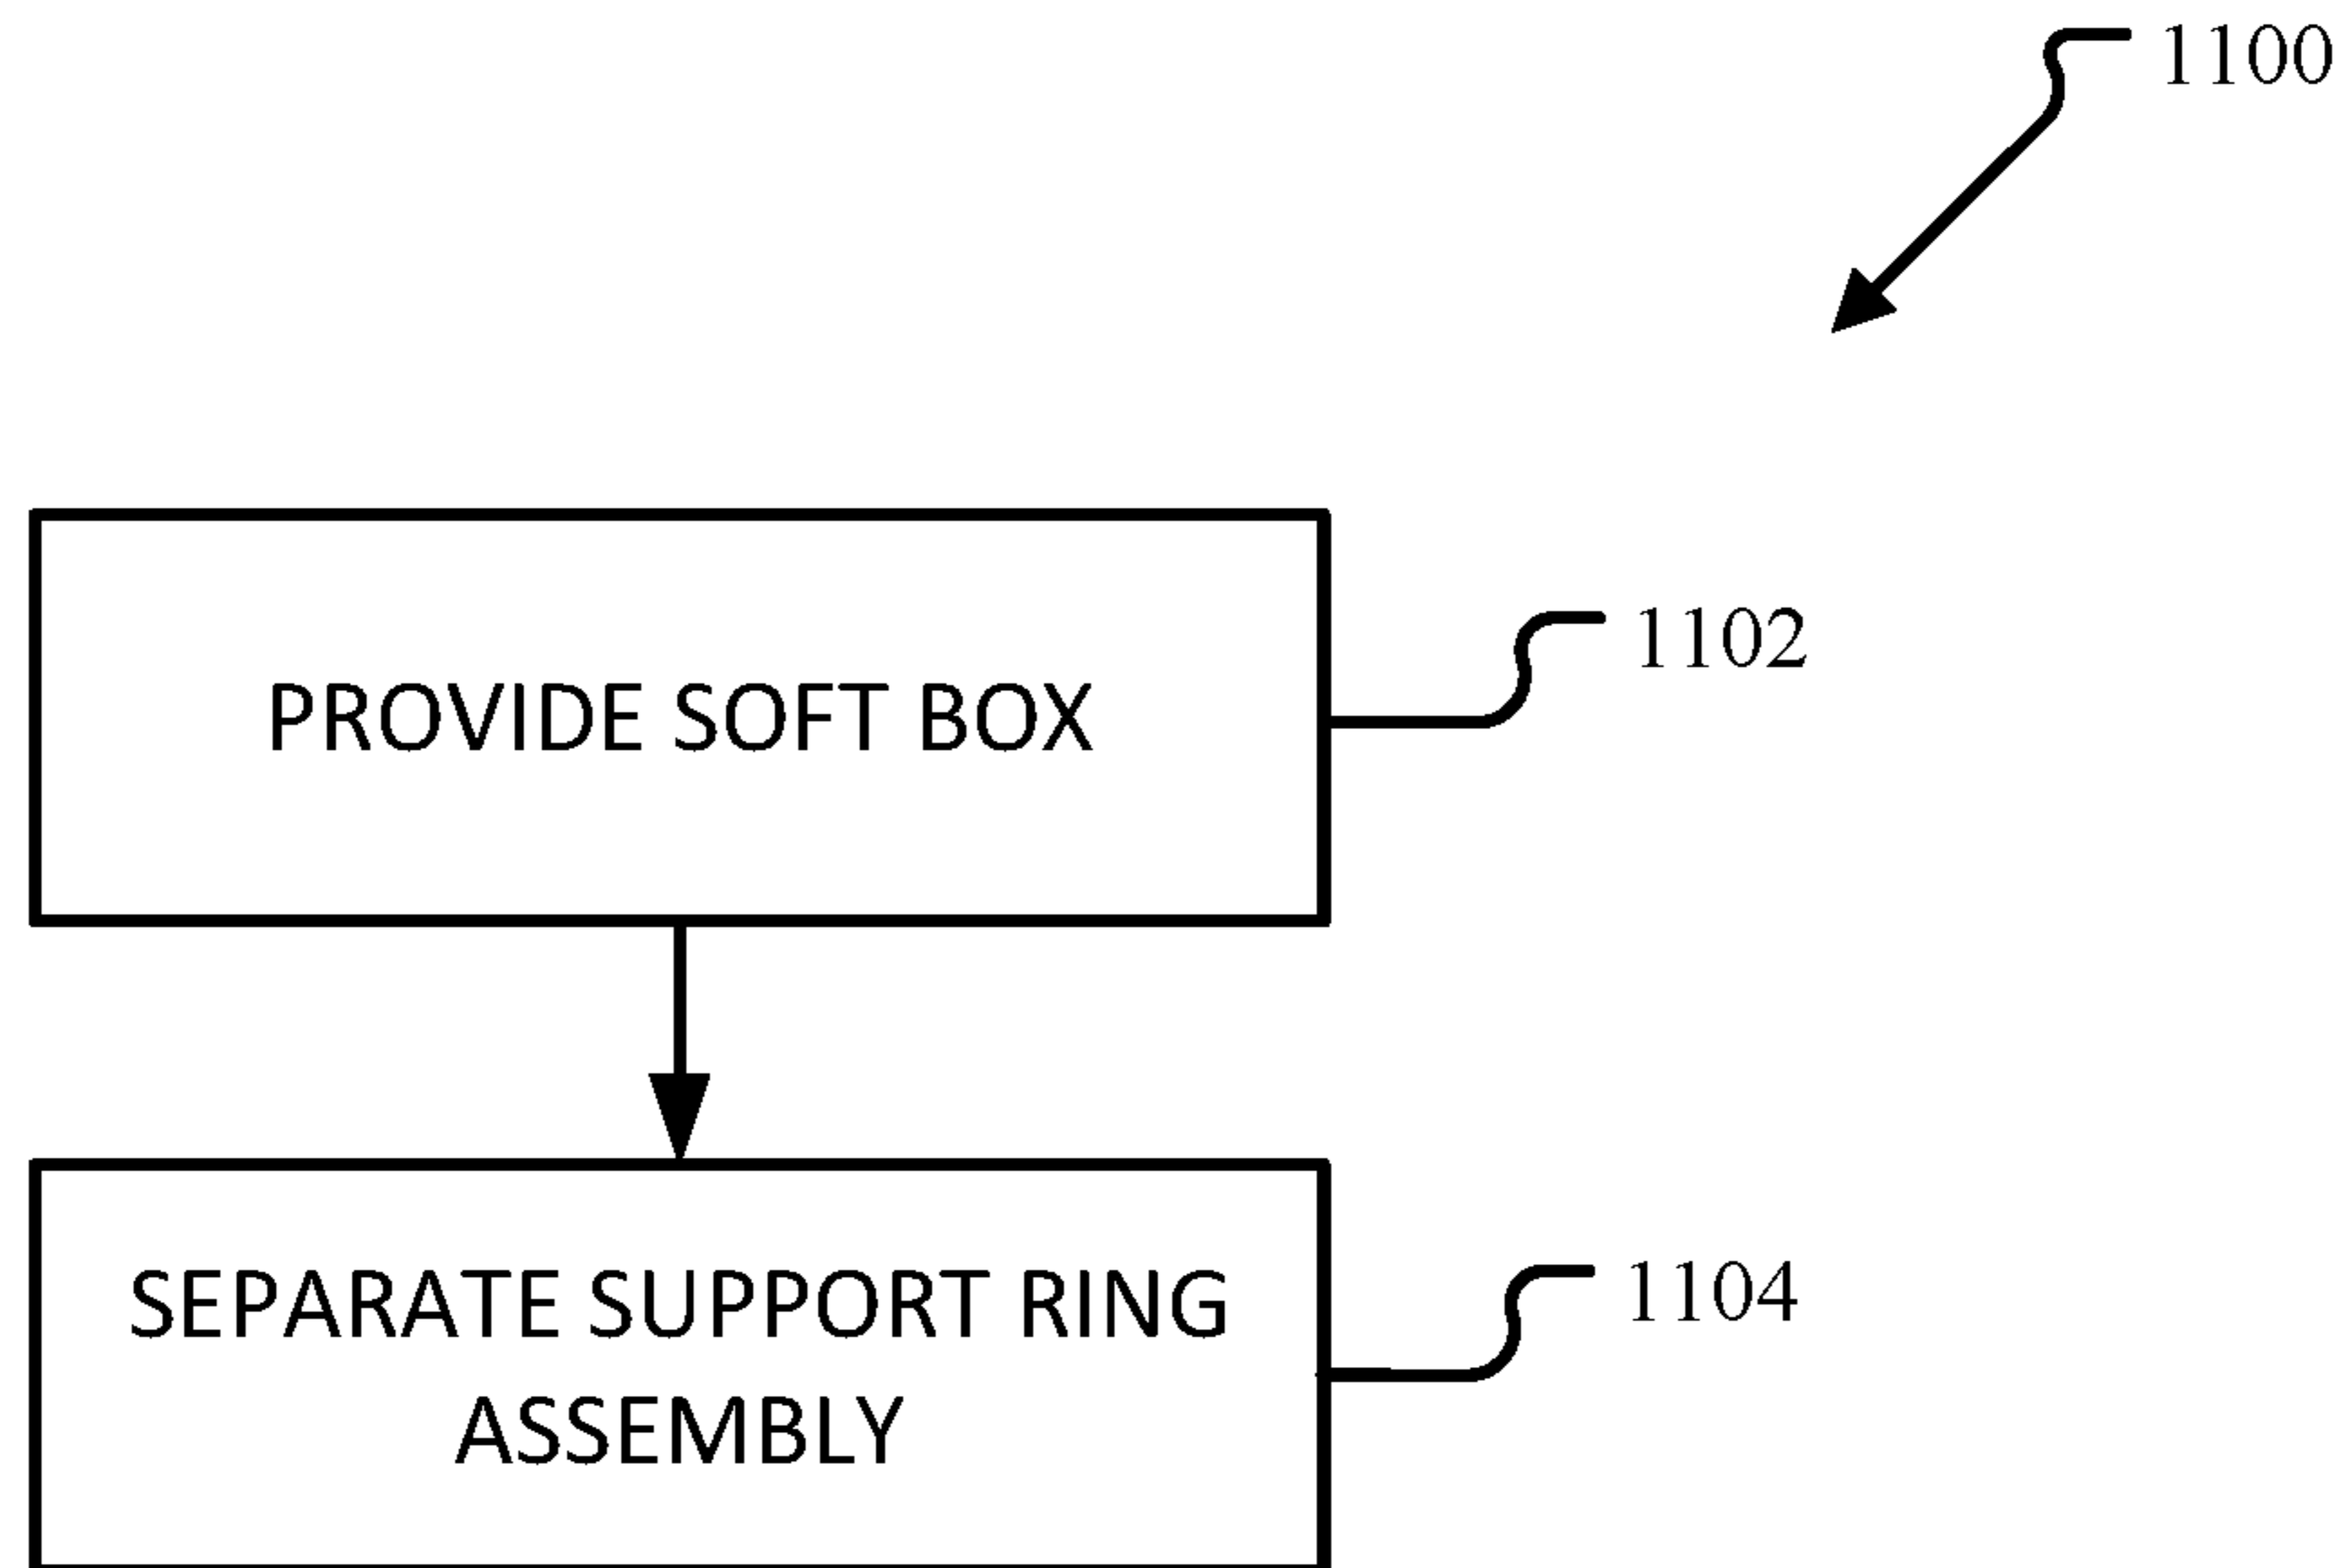 1100
PROVIDE SOFT BOX
1102
SEPARATE SUPPORT RING
ASSEMBLY
1104